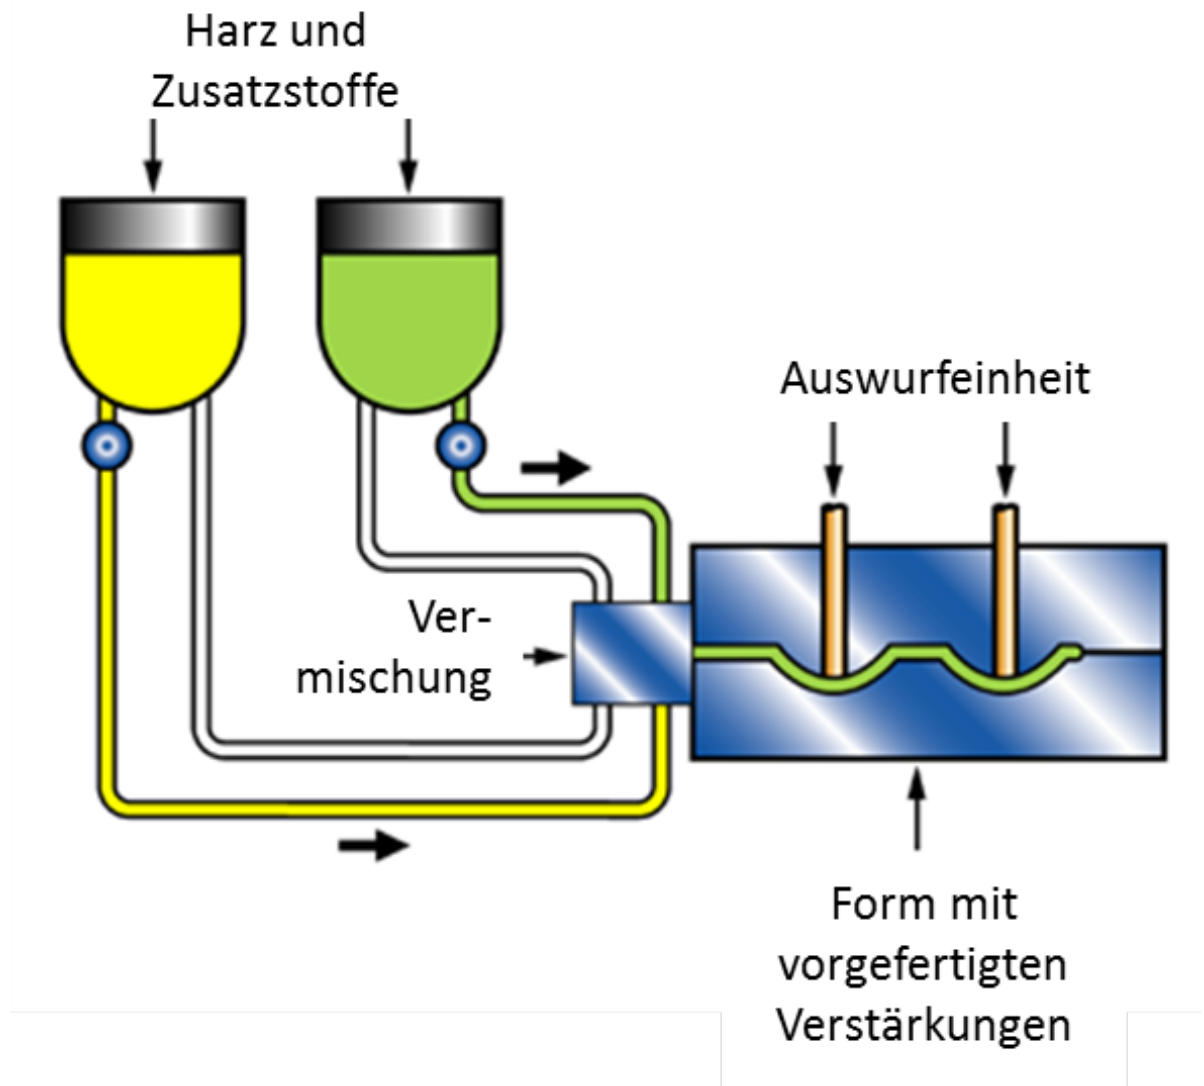 Harz und
Zusatzstoffe
Auswurfeinheit
Ver-
mischung
Form mit
vorgefertigten
Verstärkungen